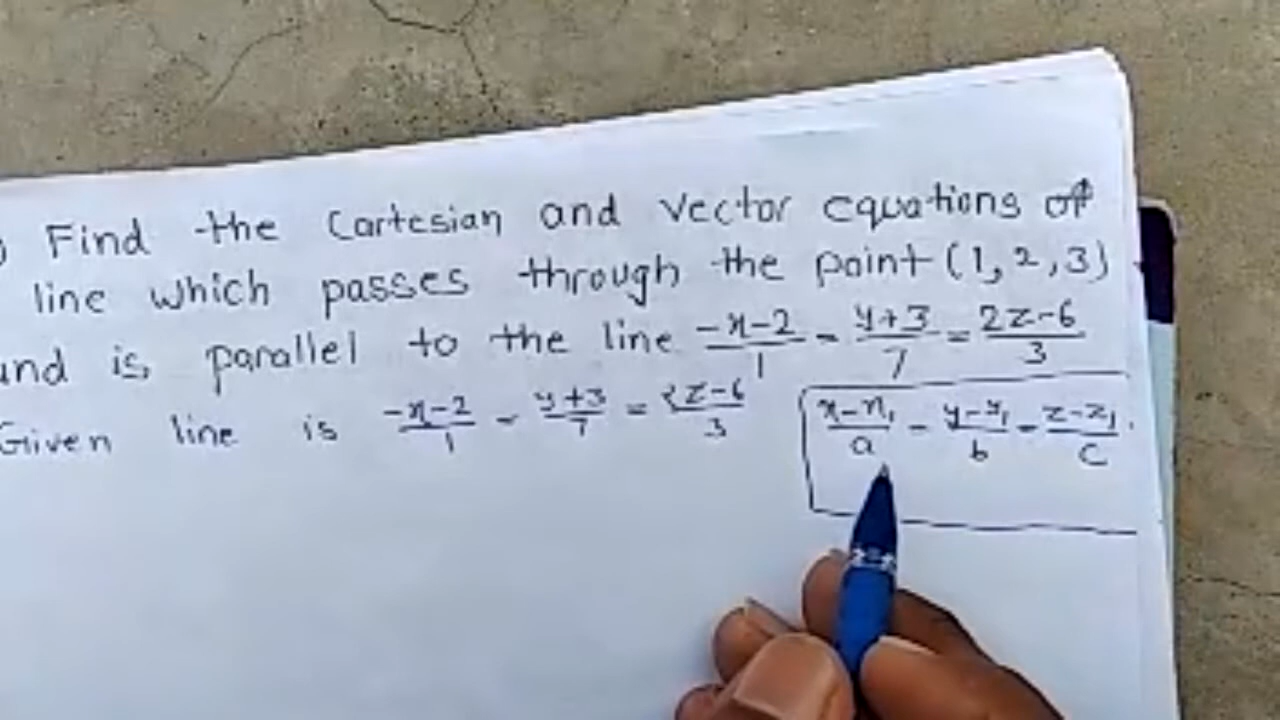 ) Find the Cartesian and vector equations of
line which passes through the point (1, 2, 3)
and is parallel to the line (-x-2)/1 = (y+3)/7 = (2z-6)/3
Given line is (-x-2)/1 = (y+3)/7 = (2z-6)/3
(x-x₁)/a = (y-y₁)/b = (z-z₁)/c